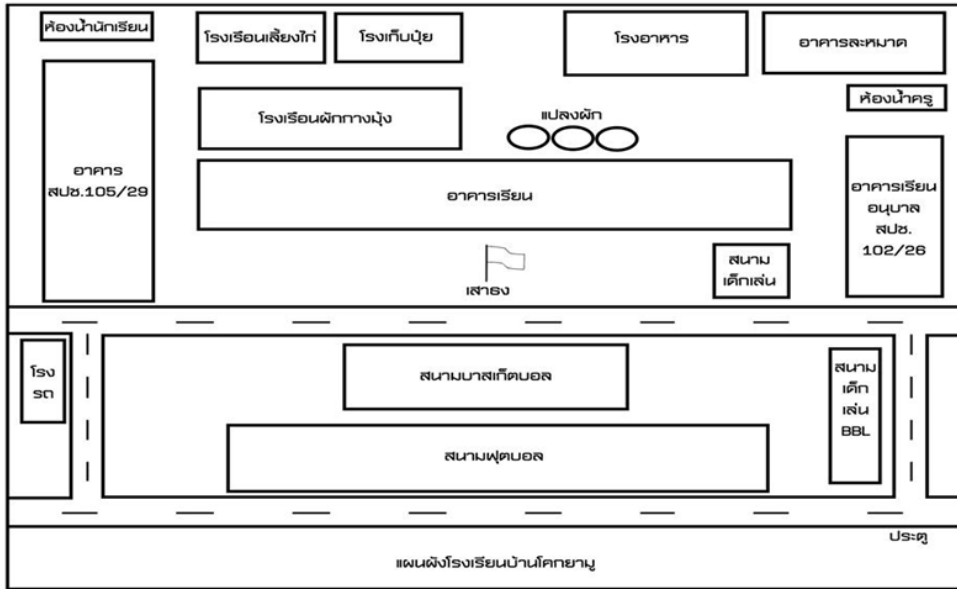 ห้องน้ำนักเรียน
โรงเรือนเลี้ยงไก่
โรงเก็บปุ๋ย
โรงอาหาร
อาคารละหมาด
ห้องน้ำครู
โรงเรือนผักกางมุ้ง
แปลงผัก
อาคาร
สปช.105/29
อาคารเรียน
อาคารเรียน
อนุบาล
สปช.
102/26
สนาม
เด็กเล่น
เสาธง
โรง
รถ
สนามบาสเก็ตบอล
สนาม
เด็ก
เล่น
BBL
สนามฟุตบอล
ประตู
แผนผังโรงเรียนบ้านโคกยามู